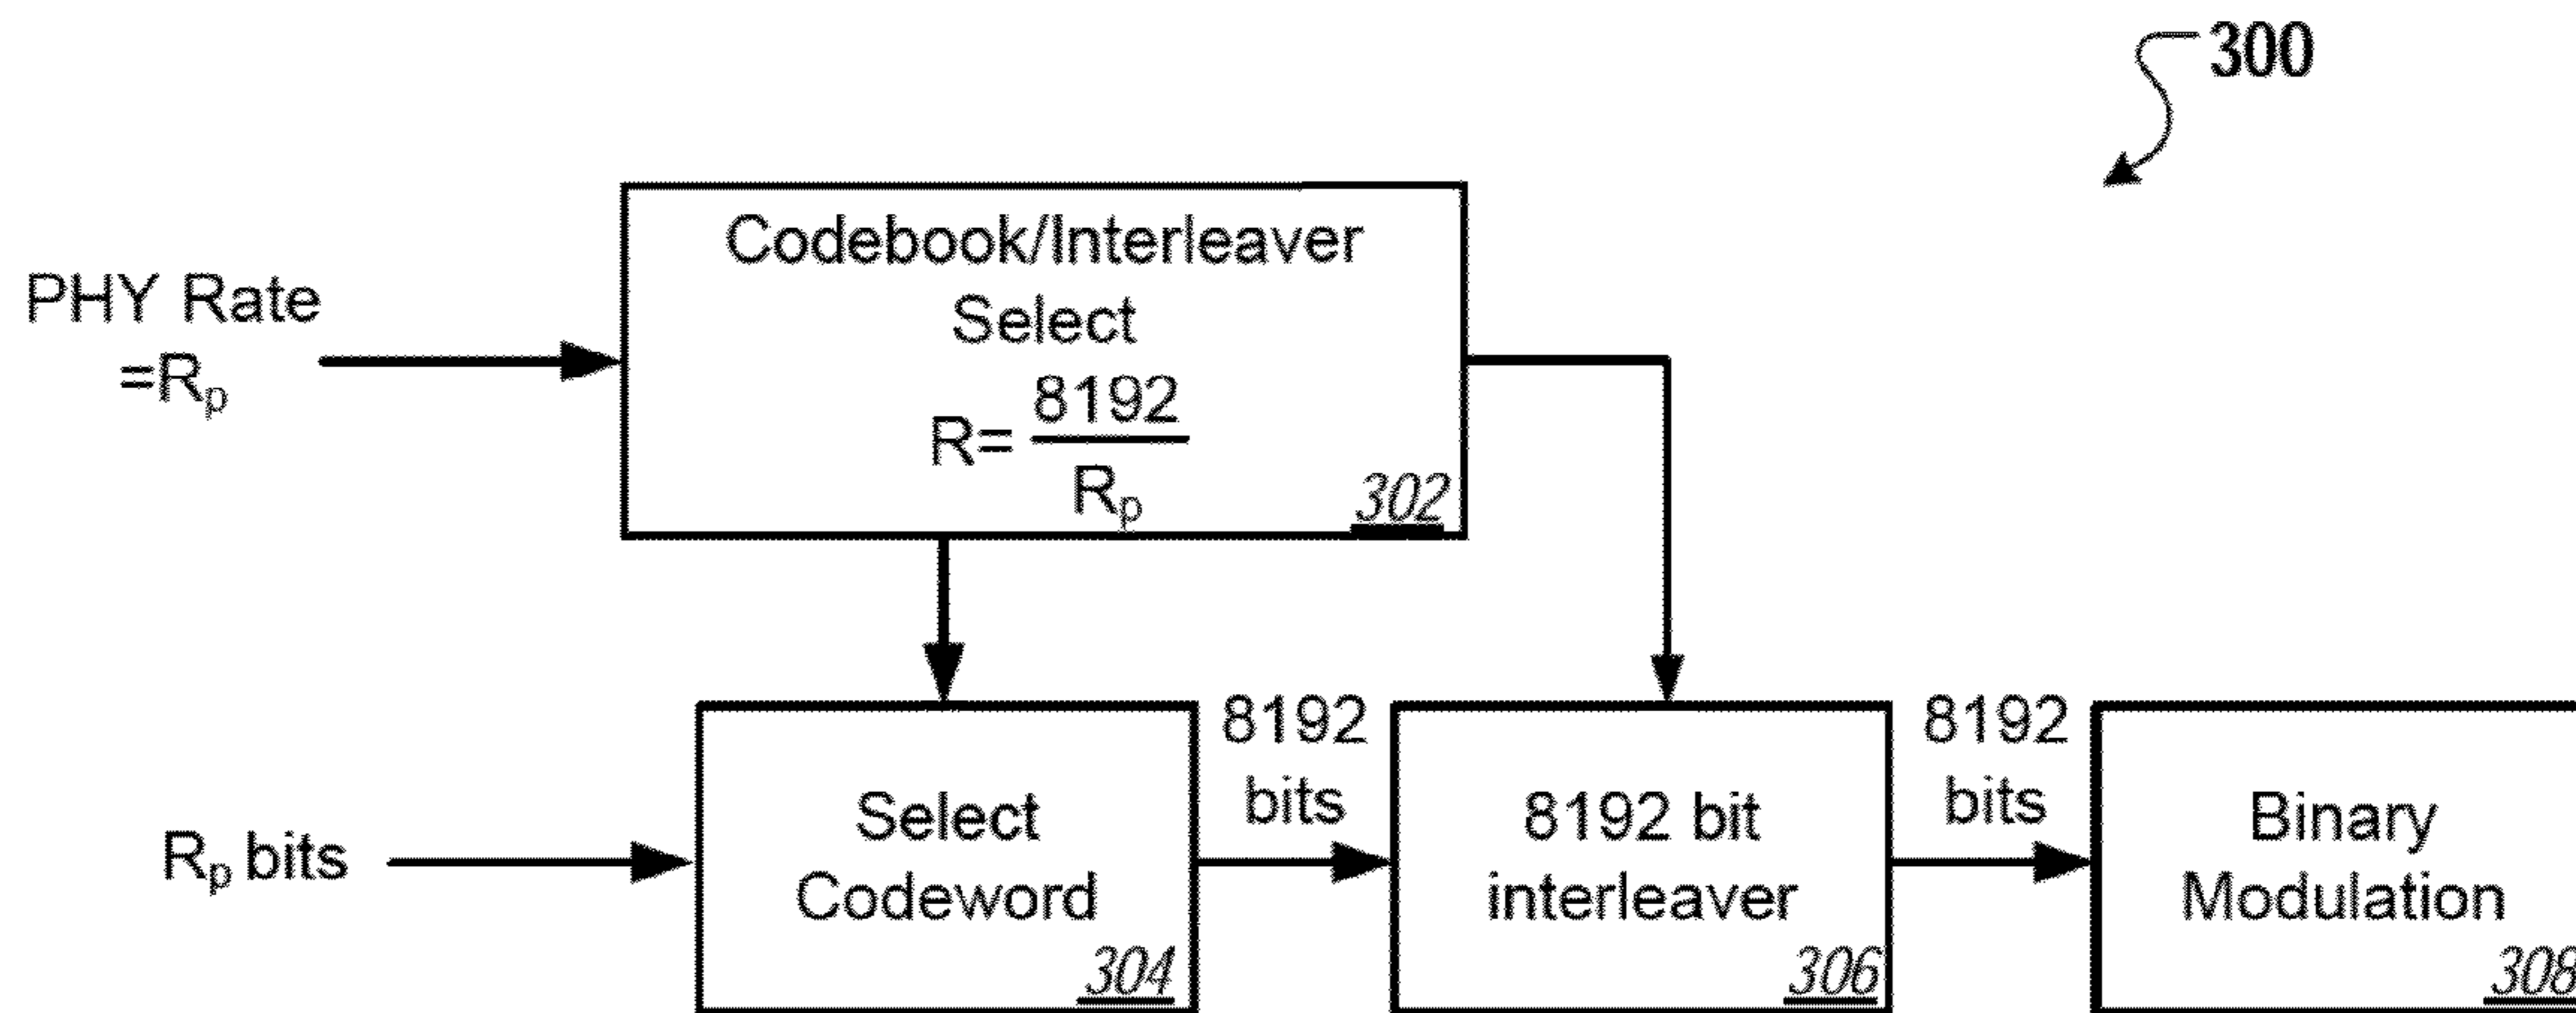 300
PHY Rate
=Rp
Codebook/Interleaver
Select
R= 8192
Rp
302
Rp bits
Select
Codeword
304
8192
bits
8192 bit
interleaver
306
8192
bits
Binary
Modulation
308